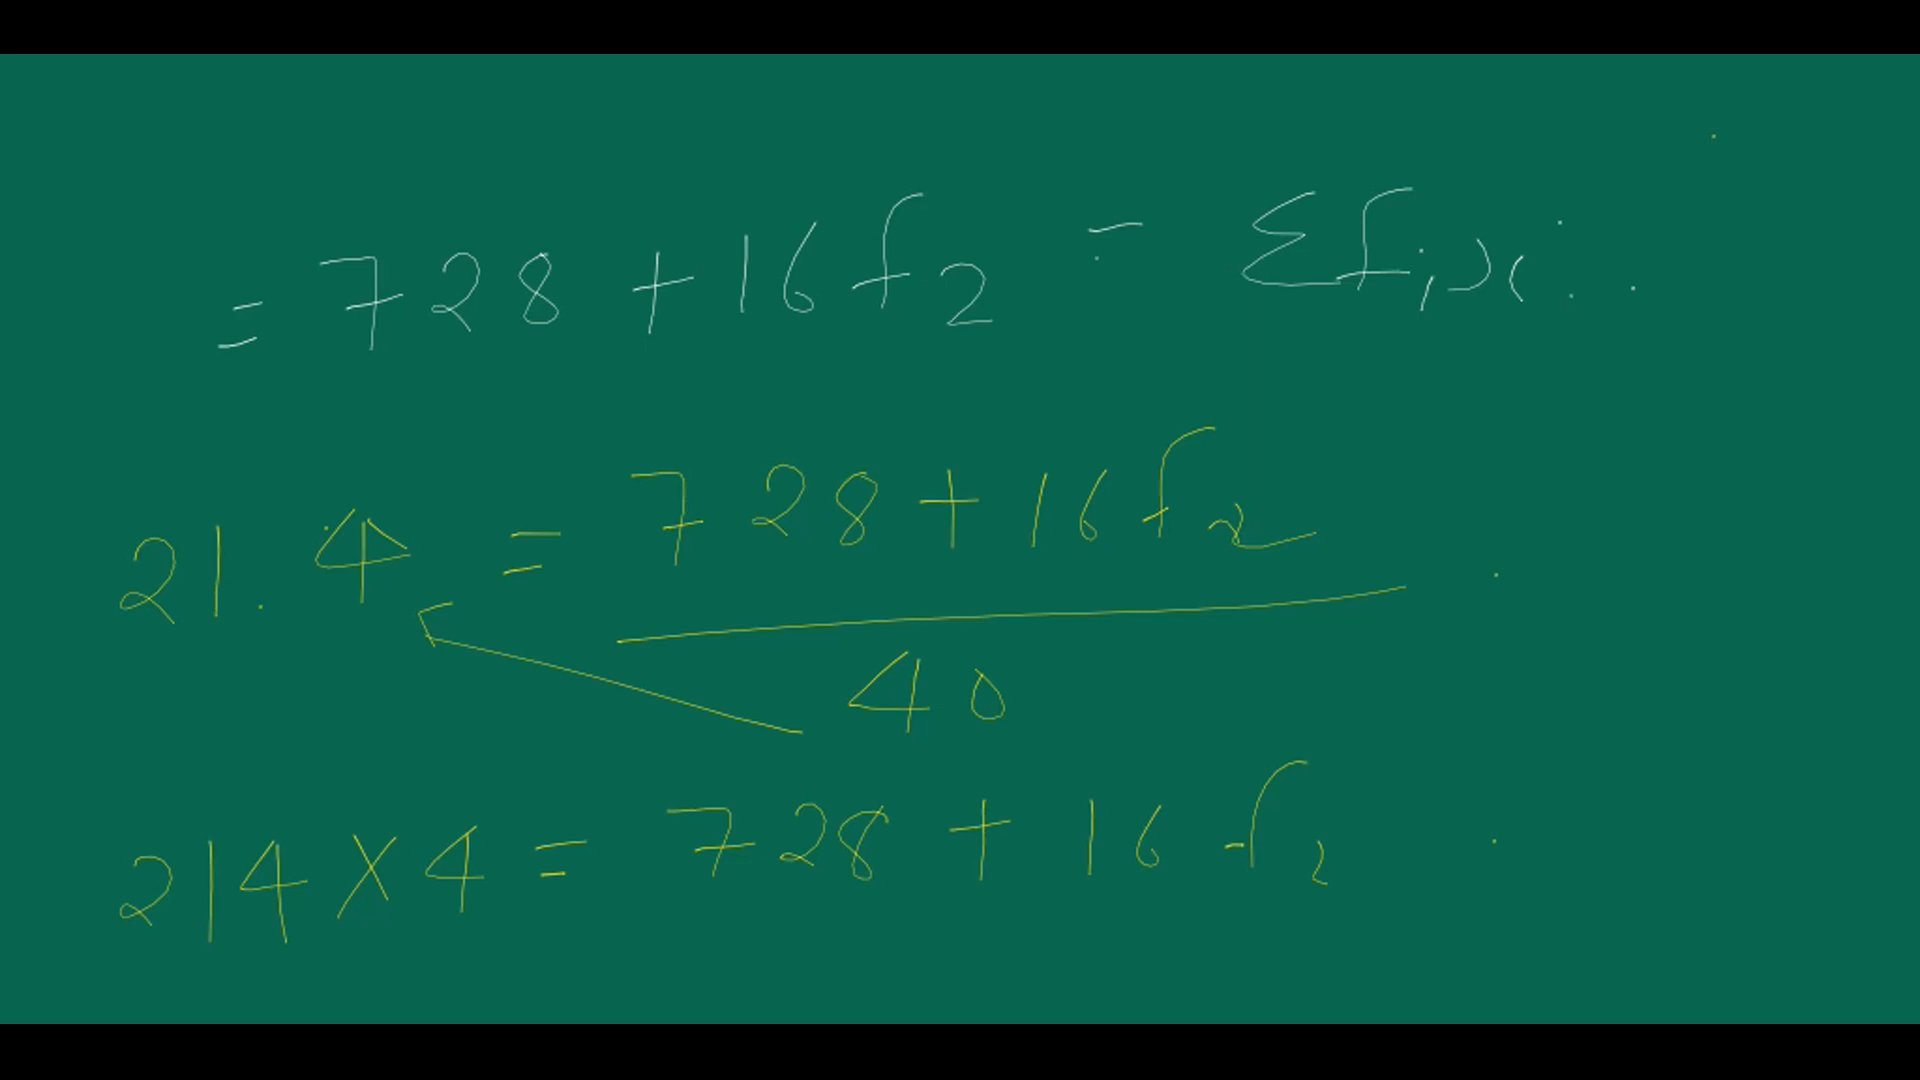 = 728 + 16f2 = Σfixi
21.4 = 728 + 16f2
40
214 × 4 = 728 + 16f2